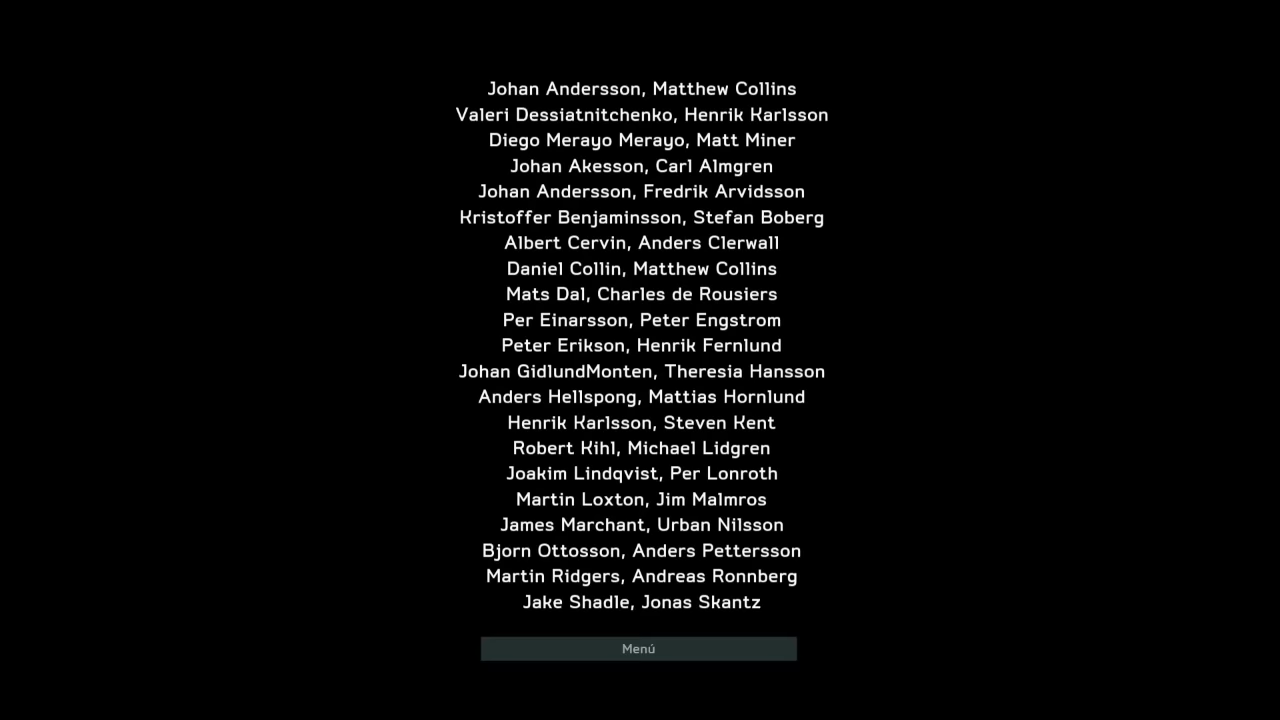 Johan Andersson, Matthew Collins
Valeri Dessiatnitchenko, Henrik Karlsson
Diego Merayo Merayo, Matt Miner
Johan Akesson, Carl Almgren
Johan Andersson, Fredrik Arvidsson
Kristoffer Benjaminsson, Stefan Boberg
Albert Cervin, Anders Clerwall
Daniel Collin, Matthew Collins
Mats Dal, Charles de Rousiers
Per Einarsson, Peter Engstrom
Peter Erikson, Henrik Fernlund
Johan GidlundMonten, Theresia Hansson
Anders Hellspong, Mattias Hornlund
Henrik Karlsson, Steven Kent
Robert Kihl, Michael Lidgren
Joakim Lindqvist, Per Lonroth
Martin Loxton, Jim Malmros
James Marchant, Urban Nilsson
Bjorn Ottosson, Anders Pettersson
Martin Ridgers, Andreas Ronnberg
Jake Shadle, Jonas Skantz
Menú